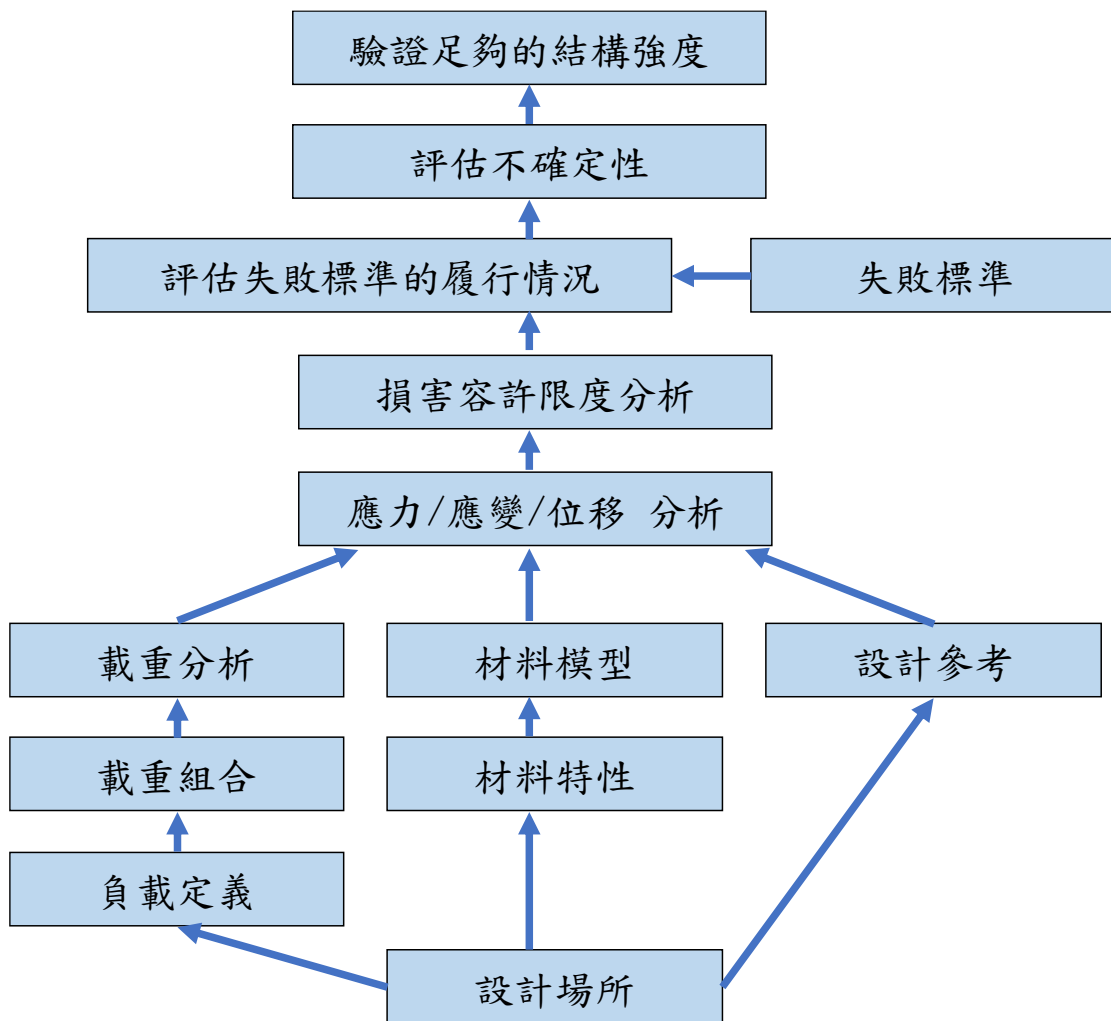 驗證足夠的結構強度
評估不確定性
評估失敗標準的履行情況
失敗標準
損害容許限度分析
應力/應變/位移 分析
載重分析
材料模型
設計參考
載重組合
材料特性
負載定義
設計場所